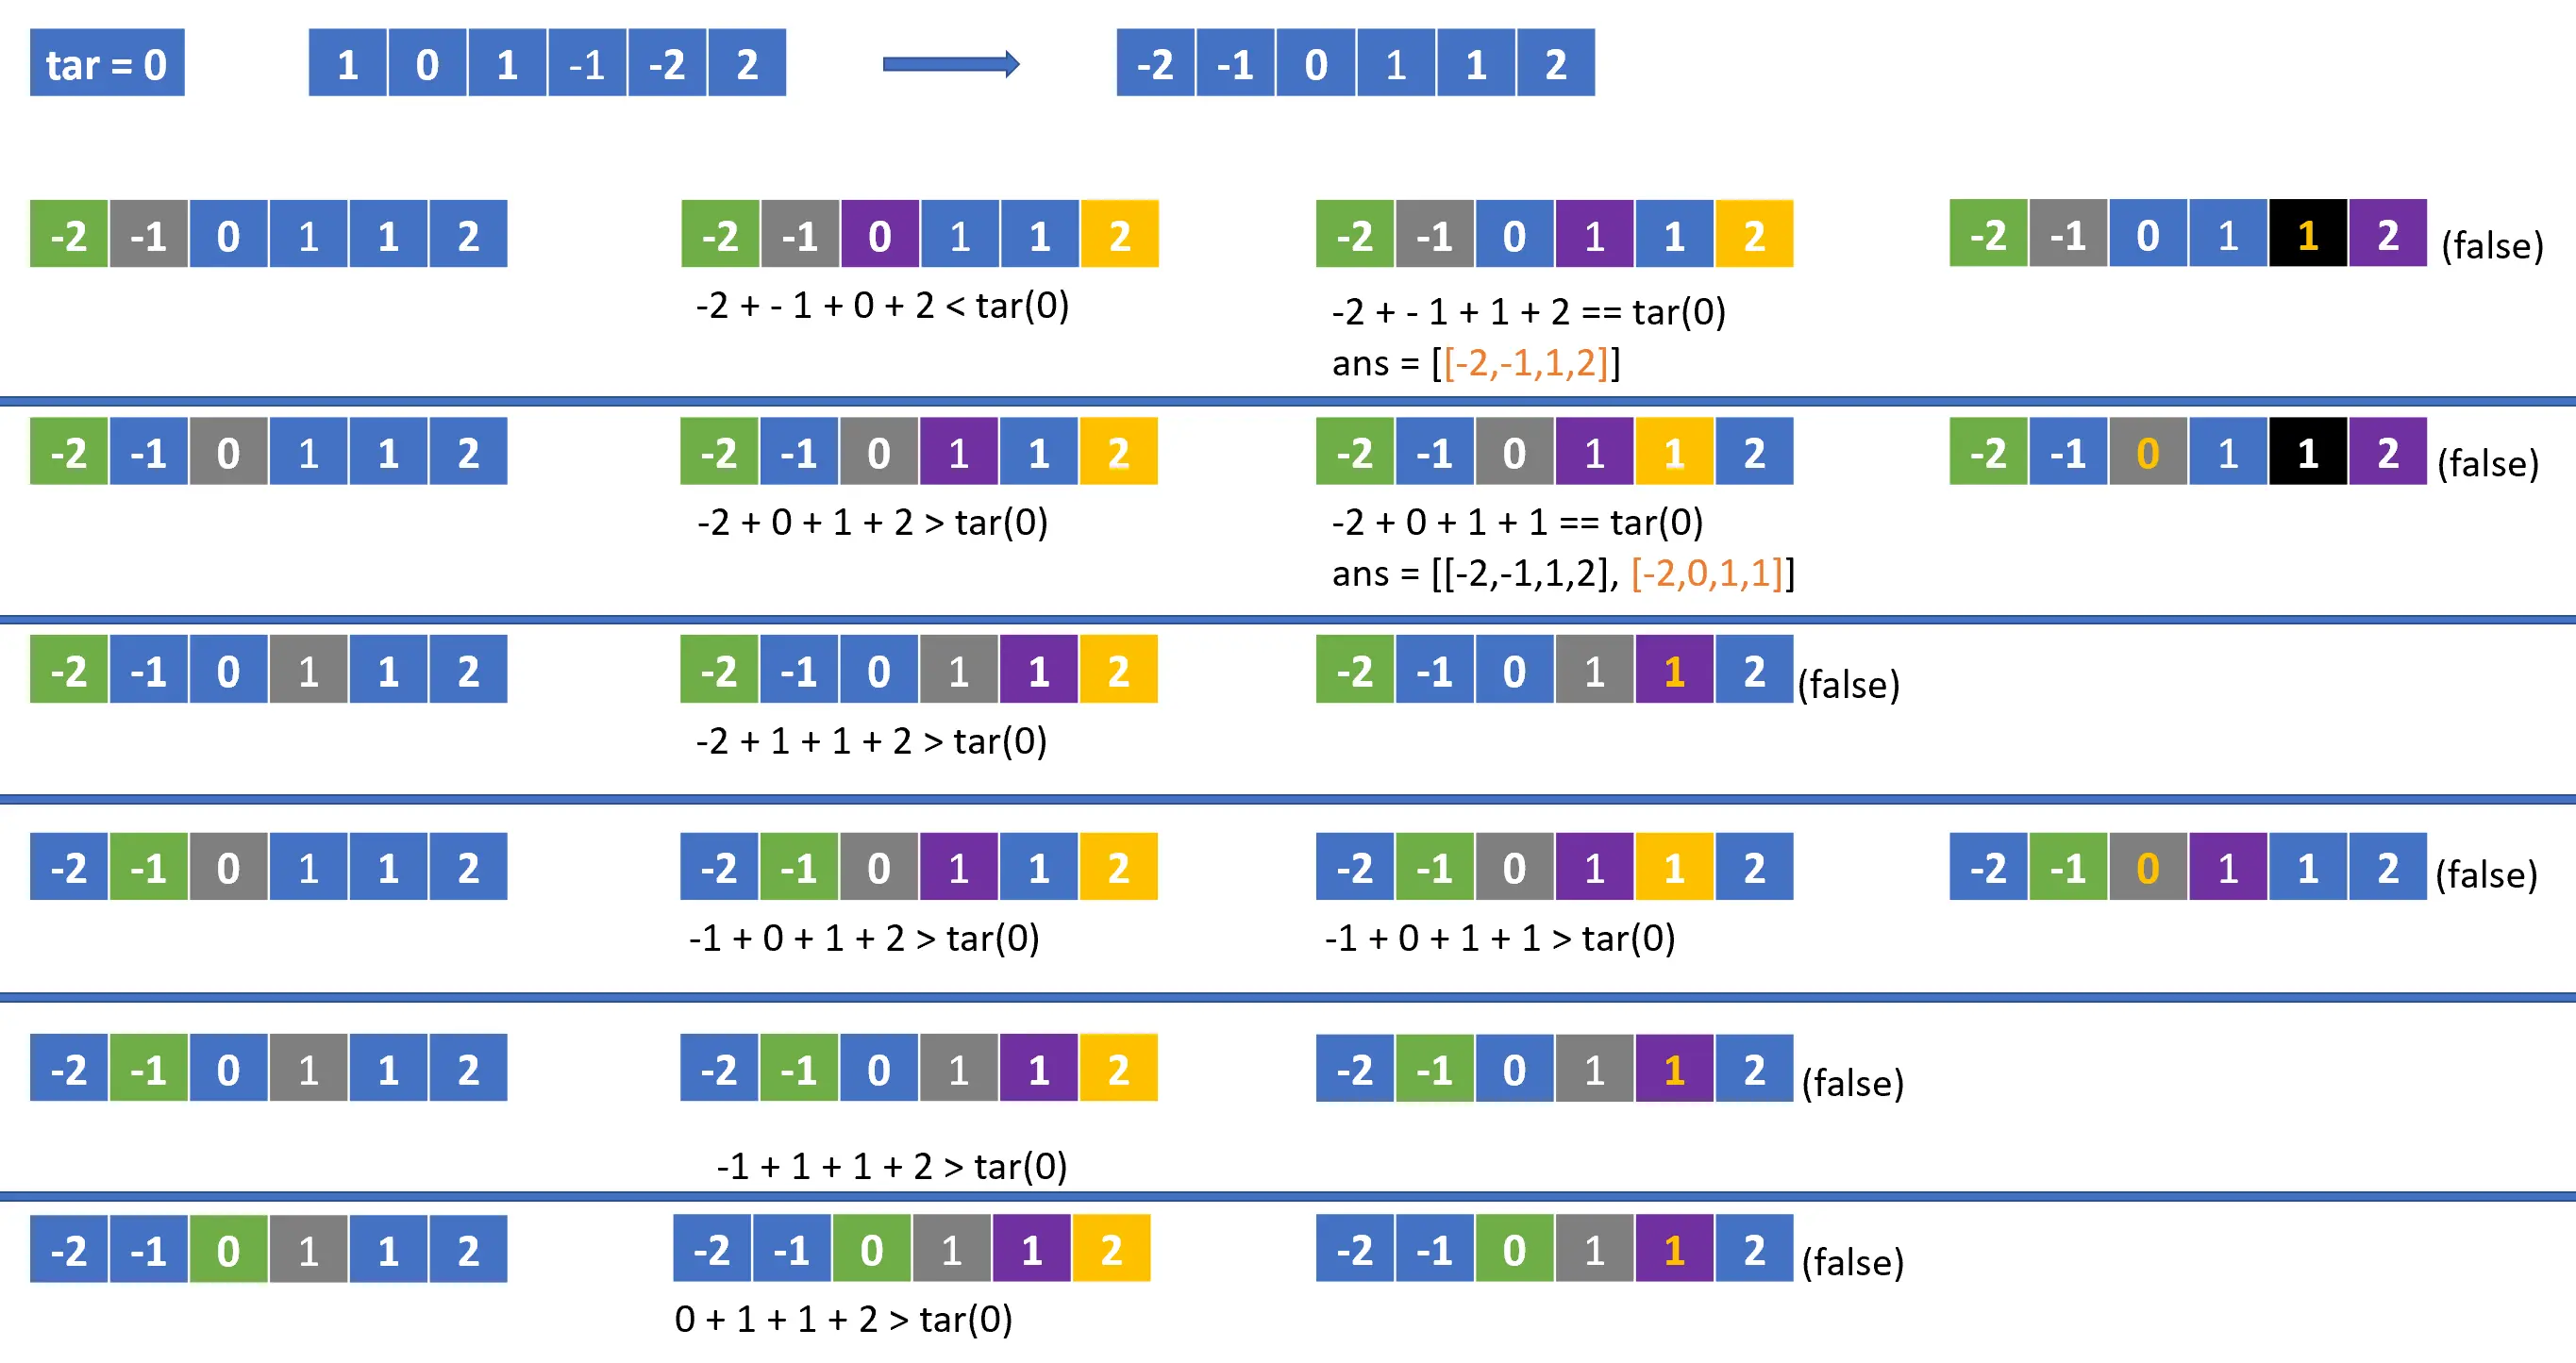 tar = 0 1 0 1 -1 -2 2 -2 -1 0 1 1 2
-2 -1 0 1 1 2 -2 -1 0 1 1 2 -2 -1 0 1 1 2 -2 -1 0 1 1 2 (false)
-2 + - 1 + 0 + 2 < tar(0) -2 + - 1 + 1 + 2 == tar(0)
ans = [[-2,-1,1,2]]
-2 -1 0 1 1 2 -2 -1 0 1 1 2 -2 -1 0 1 1 2 -2 -1 0 1 1 2 (false)
-2 + 0 + 1 + 2 > tar(0) -2 + 0 + 1 + 1 == tar(0)
ans = [[-2,-1,1,2], [-2,0,1,1]]
-2 -1 0 1 1 2 -2 -1 0 1 1 2 -2 -1 0 1 1 2 (false)
-2 + 1 + 1 + 2 > tar(0)
-2 -1 0 1 1 2 -2 -1 0 1 1 2 -2 -1 0 1 1 2 -2 -1 0 1 1 2 (false)
-1 + 0 + 1 + 2 > tar(0) -1 + 0 + 1 + 1 > tar(0)
-2 -1 0 1 1 2 -2 -1 0 1 1 2 -2 -1 0 1 1 2 (false)
-1 + 1 + 1 + 2 > tar(0)
-2 -1 0 1 1 2 -2 -1 0 1 1 2 -2 -1 0 1 1 2 (false)
0 + 1 + 1 + 2 > tar(0)